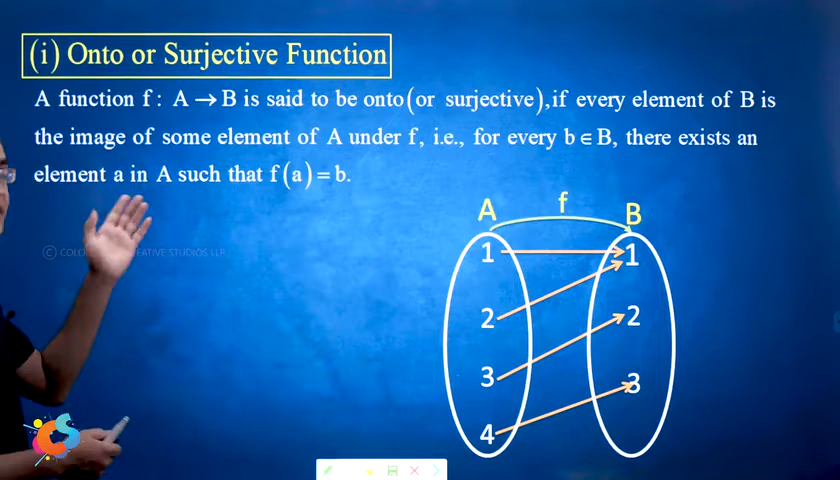 (i) Onto or Surjective Function
A function f : A → B is said to be onto(or surjective),if every element of B is
the image of some element of A under f, i.e., for every b ∈ B, there exists an
element a in A such that f(a) = b.
A f B
1 1
2 2
3 3
4